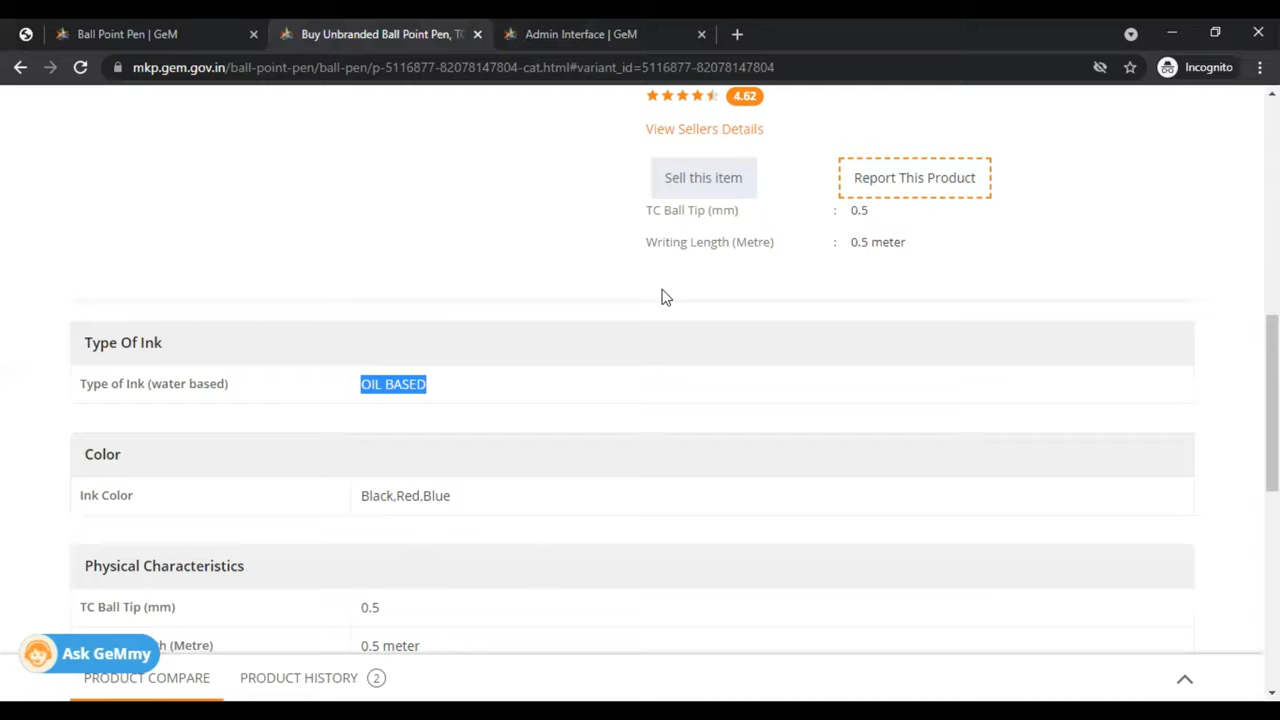 Ball Point Pen | GeM
Buy Unbranded Ball Point Pen, TC
Admin Interface | GeM
mkp.gem.gov.in/ball-point-pen/ball-pen/p-5116877-82078147804-cat.html#variant_id=5116877-82078147804
Incognito
4.62
View Sellers Details
Sell this item
Report This Product
TC Ball Tip (mm) : 0.5
Writing Length (Metre) : 0.5 meter
Type Of Ink
Type of Ink (water based) OIL BASED
Color
Ink Color Black,Red,Blue
Physical Characteristics
TC Ball Tip (mm) 0.5
h (Metre) 0.5 meter
Ask GeMmy
PRODUCT COMPARE PRODUCT HISTORY 2